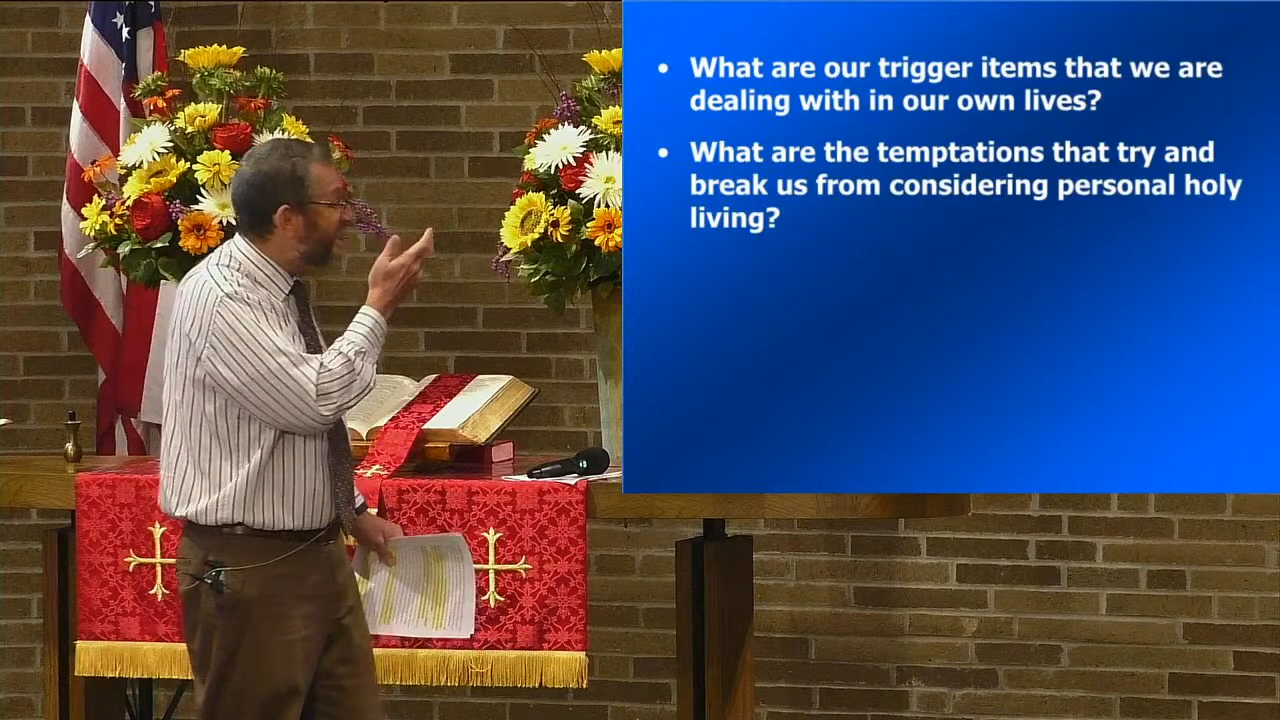 • What are our trigger items that we are
dealing with in our own lives?
• What are the temptations that try and
break us from considering personal holy
living?